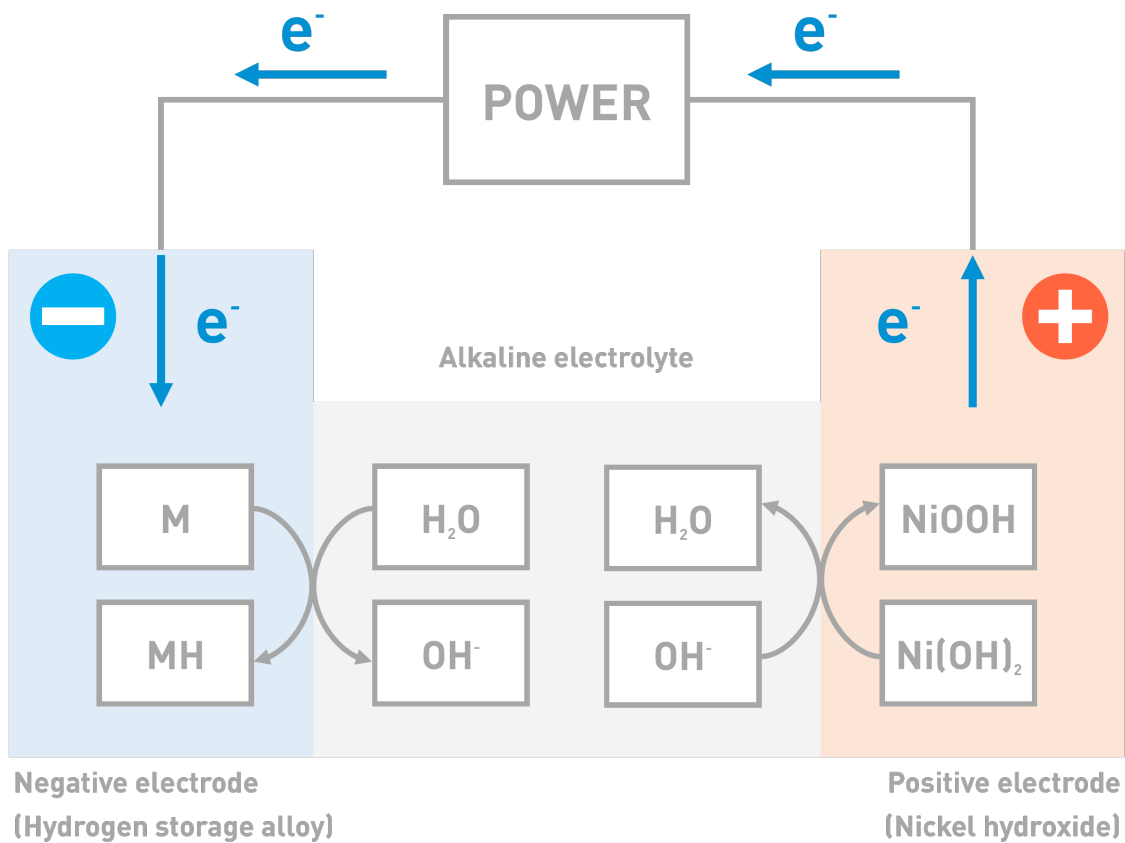 e-
e-
POWER
e-
e-
Alkaline electrolyte
M
H2O
H2O
NiOOH
MH
OH-
OH-
Ni(OH)2
Negative electrode
(Hydrogen storage alloy)
Positive electrode
(Nickel hydroxide)